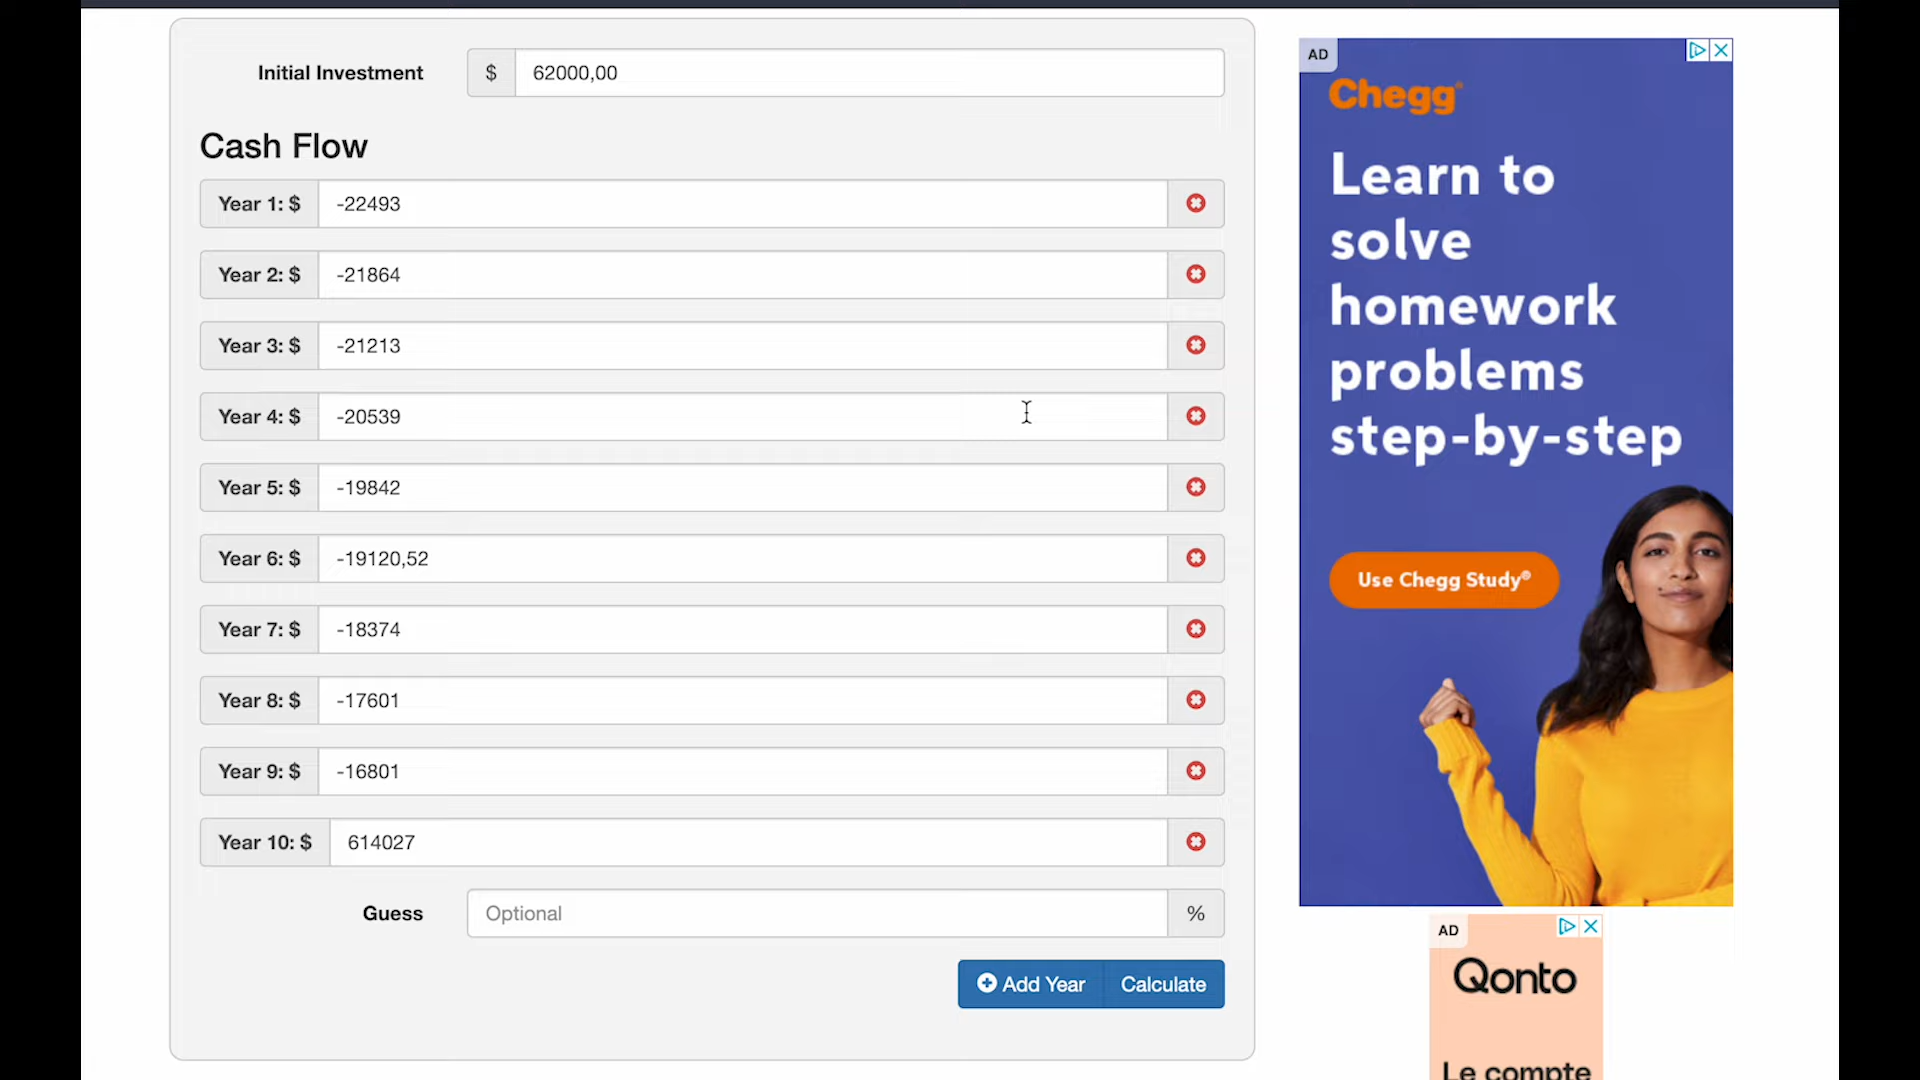 Initial Investment $ 62000,00
Cash Flow
Year 1: $ -22493
Year 2: $ -21864
Year 3: $ -21213
Year 4: $ -20539
Year 5: $ -19842
Year 6: $ -19120,52
Year 7: $ -18374
Year 8: $ -17601
Year 9: $ -16801
Year 10: $ 614027
Guess Optional %
Add Year Calculate
AD
Chegg®
Learn to
solve
homework
problems
step-by-step
Use Chegg Study®
AD
Qonto
Le compte